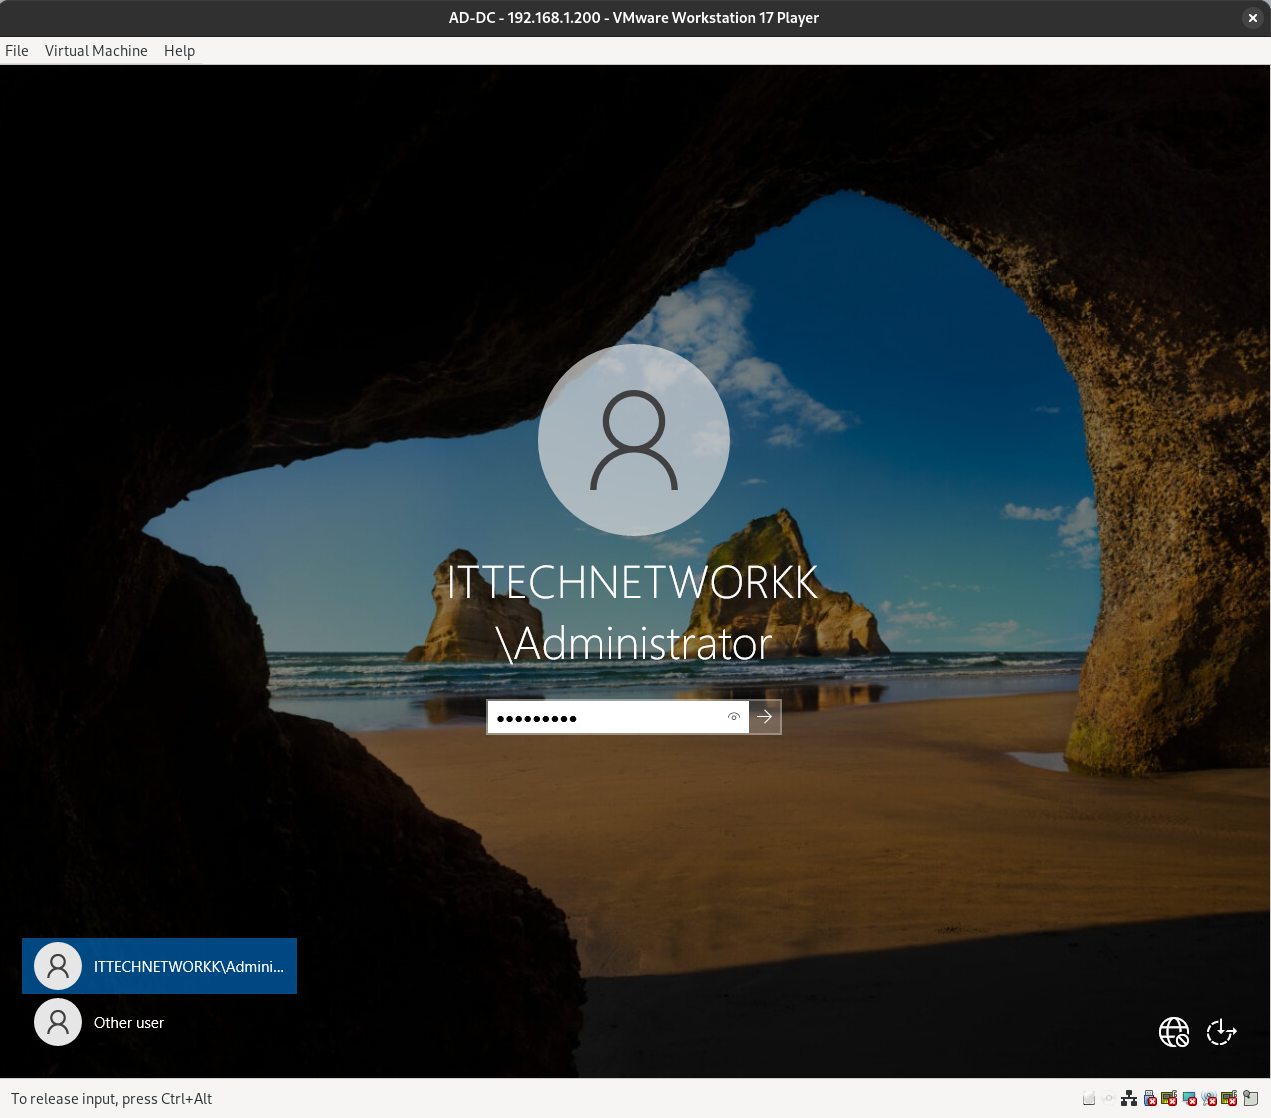 AD-DC - 192.168.1.200 - VMware Workstation 17 Player
File Virtual Machine Help
ITTECHNETWORKK
\Administrator
ITTECHNETWORKK\Admini...
Other user
To release input, press Ctrl+Alt